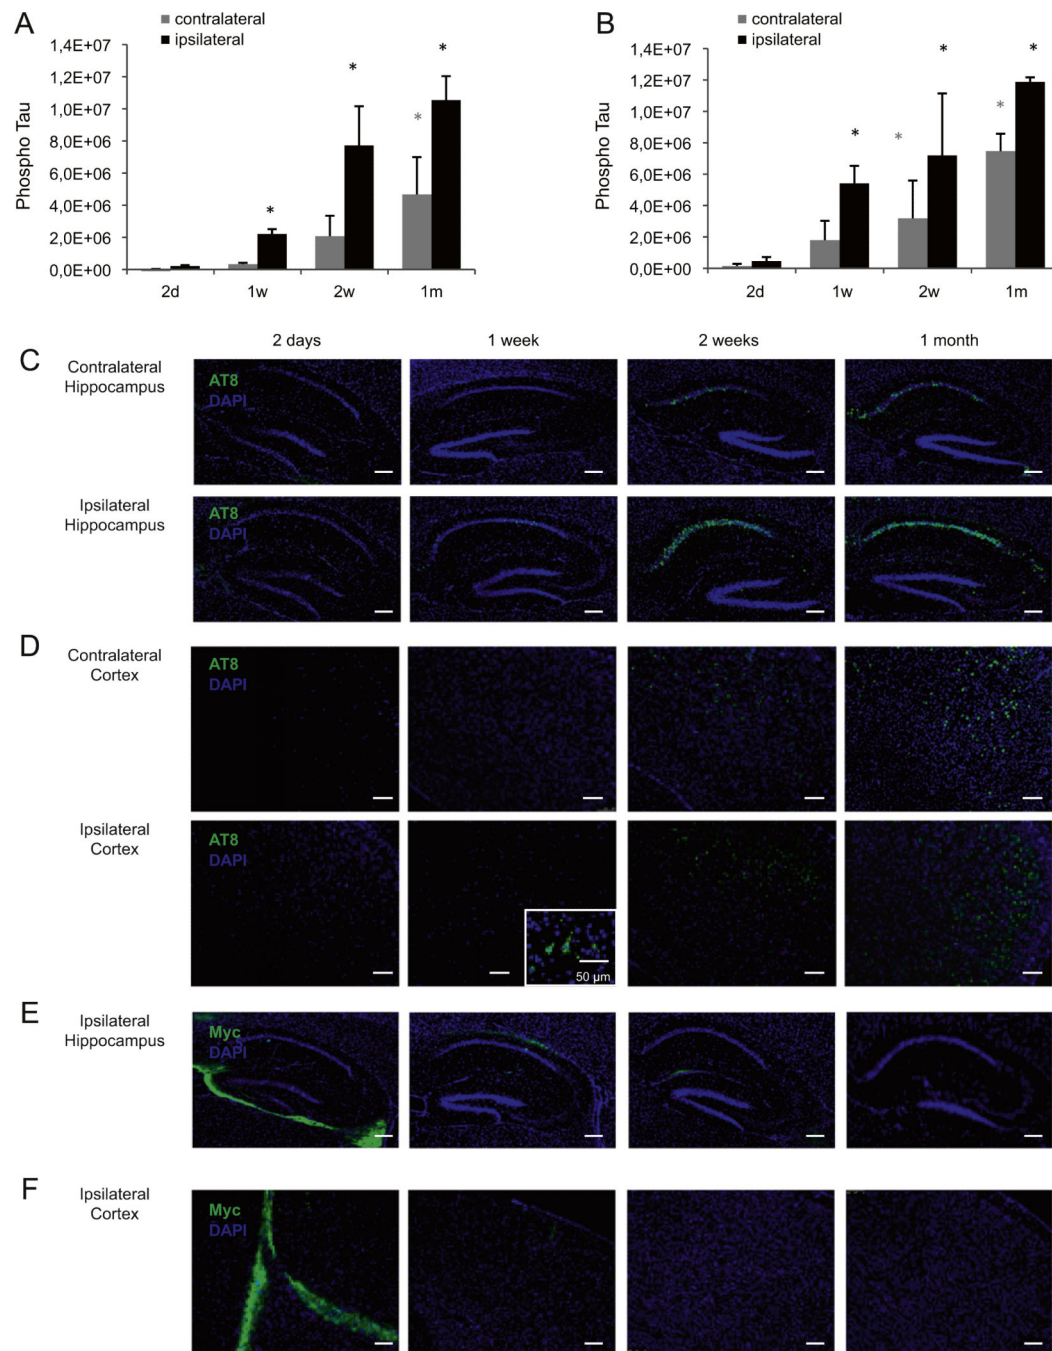 A
contralateral
ipsilateral
1,4E+07
1,2E+07
1,0E+07
8,0E+06
6,0E+06
4,0E+06
2,0E+06
0,0E+00
Phospho Tau
*
*
*
*
2d
1w
2w
1m
B
contralateral
ipsilateral
1,4E+07
1,2E+07
1,0E+07
8,0E+06
6,0E+06
4,0E+06
2,0E+06
0,0E+00
Phospho Tau
*
*
*
*
*
2d
1w
2w
1m
2 days
1 week
2 weeks
1 month
C
Contralateral
Hippocampus
AT8
DAPI
Ipsilateral
Hippocampus
AT8
DAPI
D
Contralateral
Cortex
AT8
DAPI
Ipsilateral
Cortex
AT8
DAPI
50 µm
E
Ipsilateral
Hippocampus
Myc
DAPI
F
Ipsilateral
Cortex
Myc
DAPI